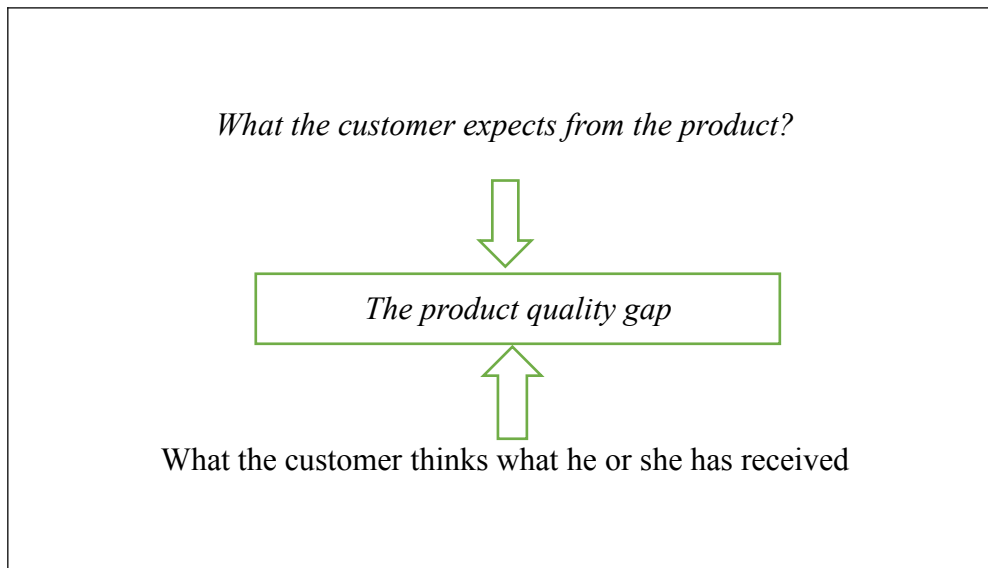 What the customer expects from the product?
The product quality gap
What the customer thinks what he or she has received